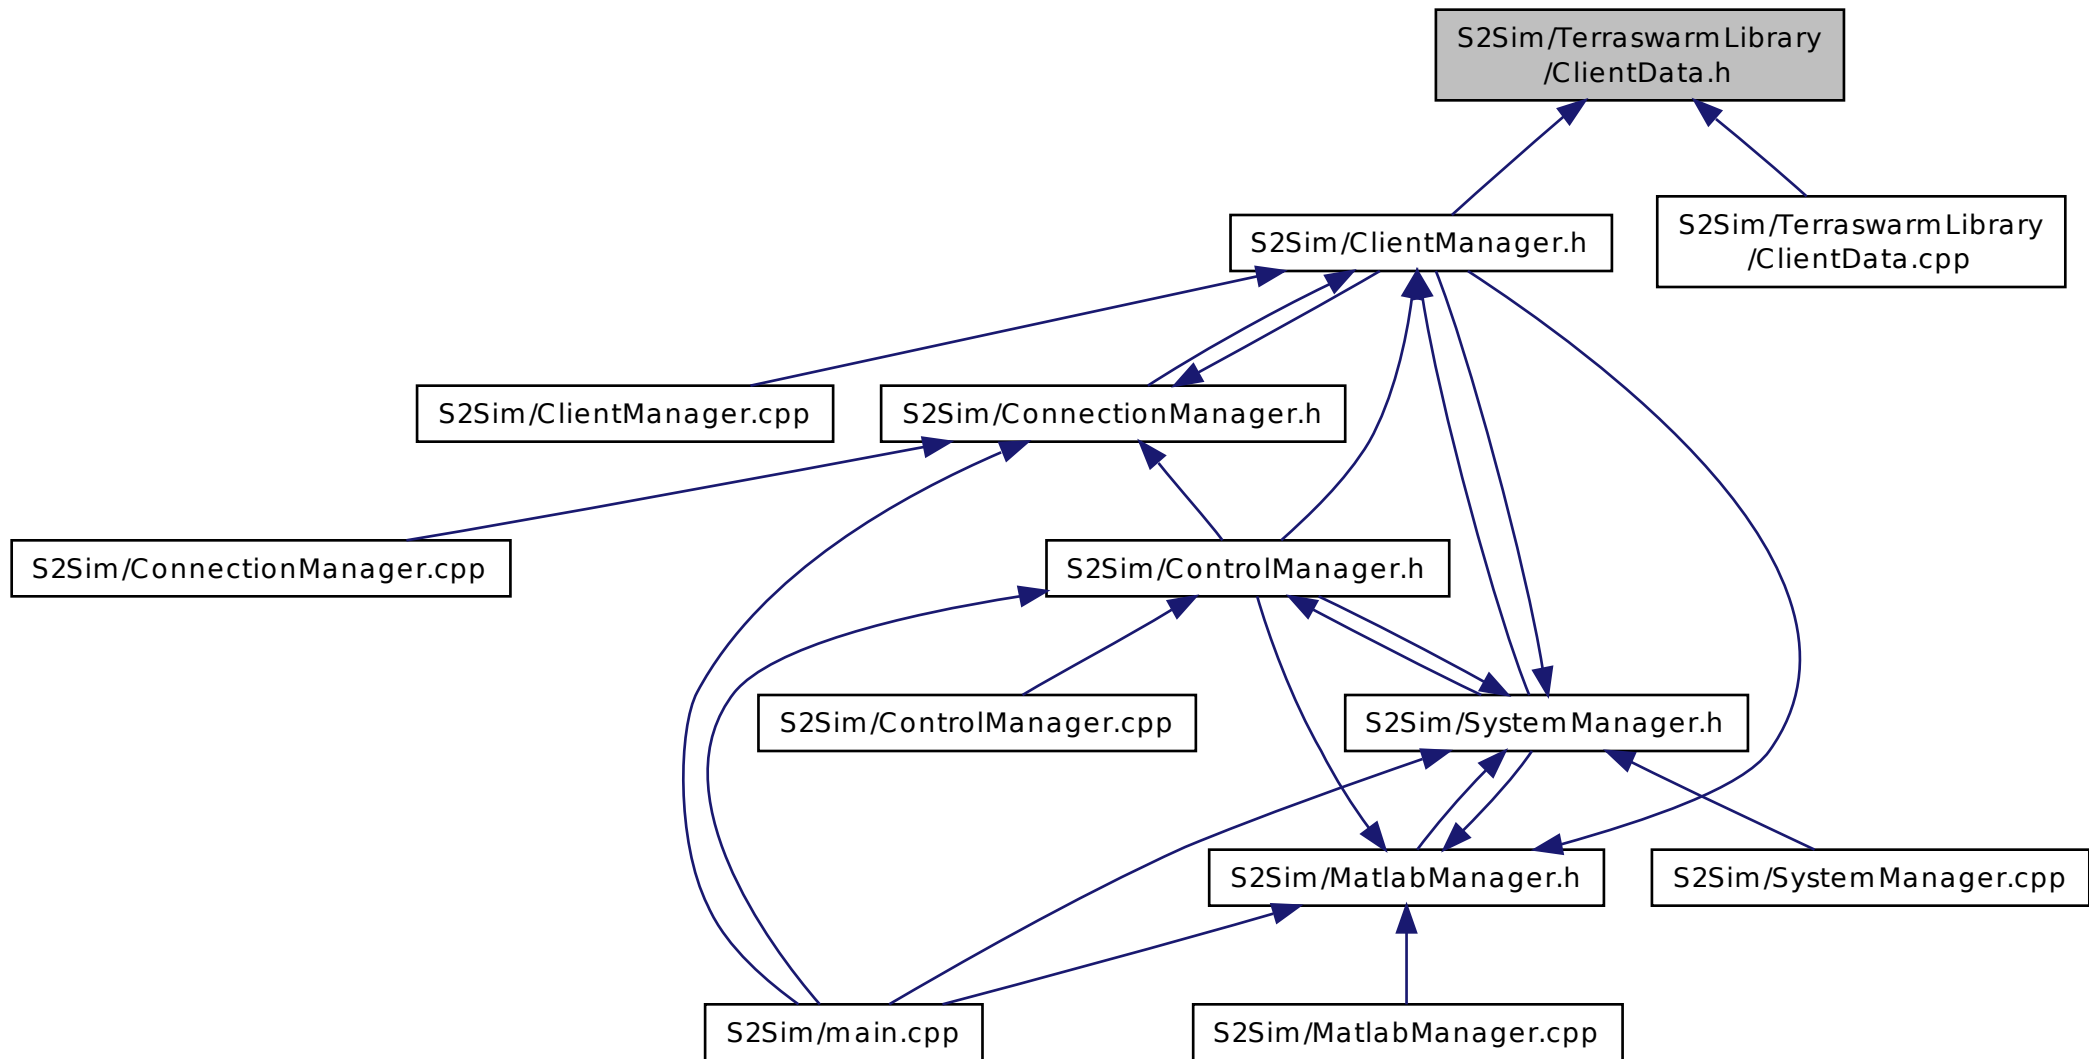 S2Sim/TerraswarmLibrary
/ClientData.h
S2Sim/ClientManager.h
S2Sim/TerraswarmLibrary
/ClientData.cpp
S2Sim/ClientManager.cpp
S2Sim/ConnectionManager.h
S2Sim/ConnectionManager.cpp
S2Sim/ControlManager.h
S2Sim/ControlManager.cpp
S2Sim/SystemManager.h
S2Sim/MatlabManager.h
S2Sim/SystemManager.cpp
S2Sim/main.cpp
S2Sim/MatlabManager.cpp